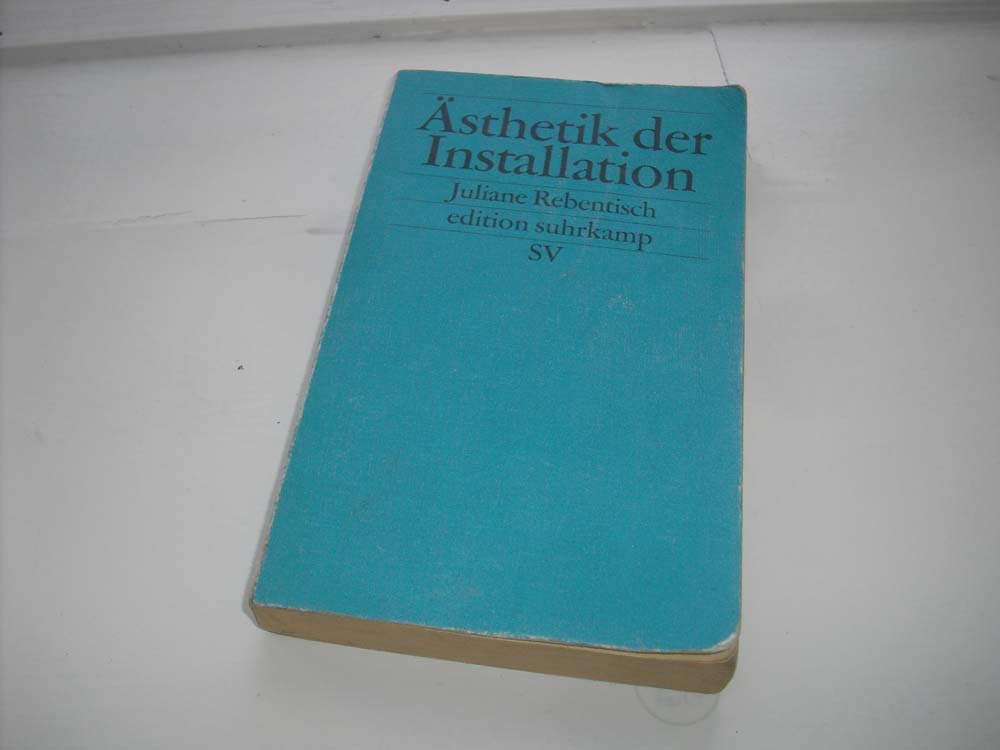 Ästhetik der
Installation
Juliane Rebentisch
edition suhrkamp
SV